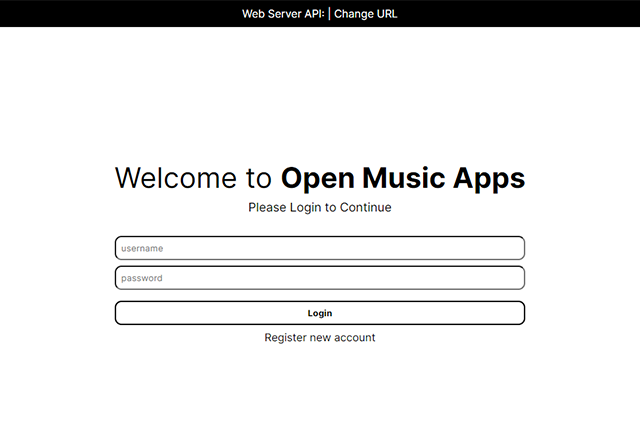 Web Server API: | Change URL
Welcome to Open Music Apps
Please Login to Continue
username
password
Login
Register new account